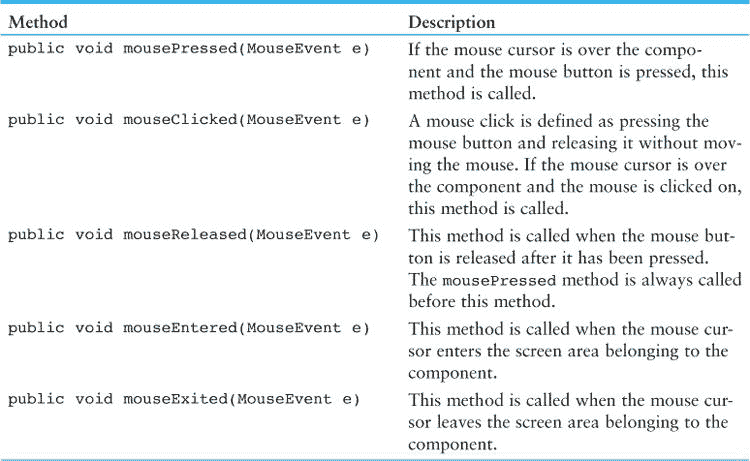 Method Description
public void mousePressed(MouseEvent e) If the mouse cursor is over the compo-
nent and the mouse button is pressed, this
method is called.
public void mouseClicked(MouseEvent e) A mouse click is defined as pressing the
mouse button and releasing it without mov-
ing the mouse. If the mouse cursor is over
the component and the mouse is clicked on,
this method is called.
public void mouseReleased(MouseEvent e) This method is called when the mouse but-
ton is released after it has been pressed.
The mousePressed method is always called
before this method.
public void mouseEntered(MouseEvent e) This method is called when the mouse cur-
sor enters the screen area belonging to the
component.
public void mouseExited(MouseEvent e) This method is called when the mouse cur-
sor leaves the screen area belonging to the
component.